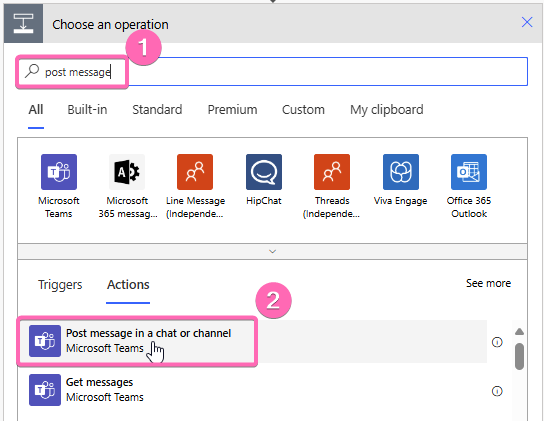 Choose an operation
1
post message
All Built-in Standard Premium Custom My clipboard
Microsoft Teams
Microsoft 365 messag...
Line Message (Independe...
HipChat
Threads (Independe...
Viva Engage
Office 365 Outlook
Triggers Actions See more
2
Post message in a chat or channel
Microsoft Teams
Get messages
Microsoft Teams